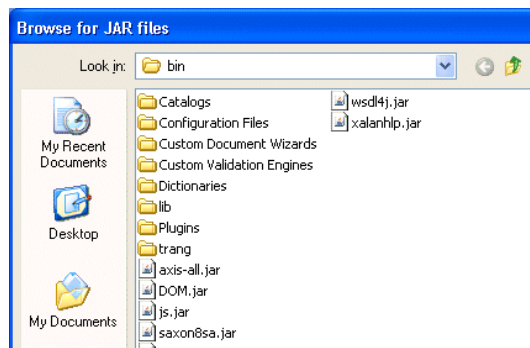 Browse for JAR files
Look in: bin
My Recent
Documents
Desktop
My Documents
Catalogs
Configuration Files
Custom Document Wizards
Custom Validation Engines
Dictionaries
lib
Plugins
trang
axis-all.jar
DOM.jar
js.jar
saxon8sa.jar
wsdl4j.jar
xalanhlp.jar